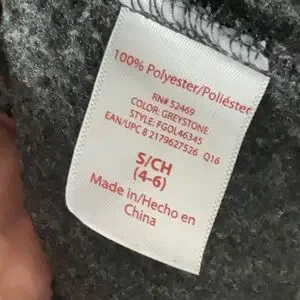 100% Polyester/Poliéster
RN# 52469
COLOR: GREYSTONE
STYLE: FGOL46345
EAN/UPC 8 2179627526 Q16
S/CH
(4-6)
Made in/Hecho en
China